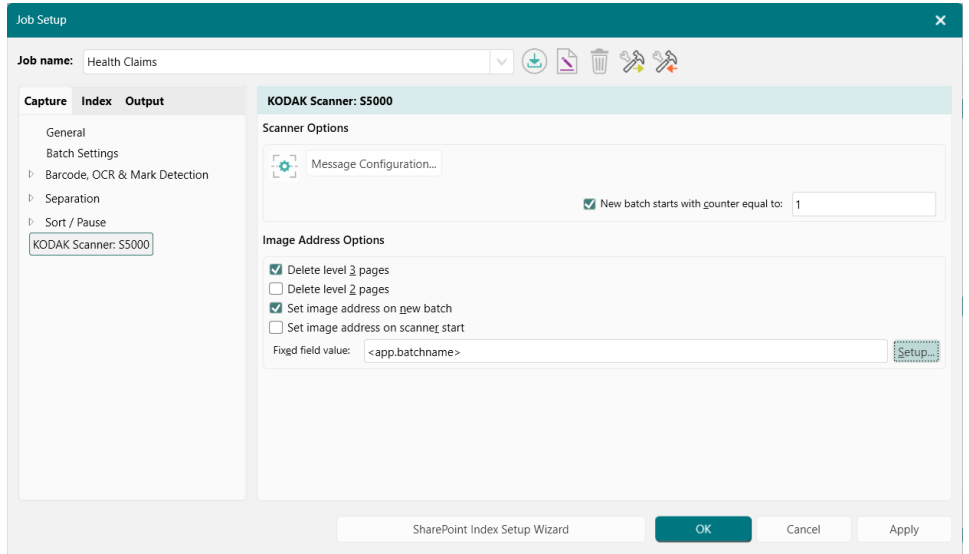 Job Setup
Job name: Health Claims
Capture Index Output
General
Batch Settings
Barcode, OCR & Mark Detection
Separation
Sort / Pause
KODAK Scanner: S5000
KODAK Scanner: S5000
Scanner Options
Message Configuration...
New batch starts with counter equal to: 1
Image Address Options
Delete level 3 pages
Delete level 2 pages
Set image address on new batch
Set image address on scanner start
Fixed field value: <app.batchname> Setup...
SharePoint Index Setup Wizard OK Cancel Apply